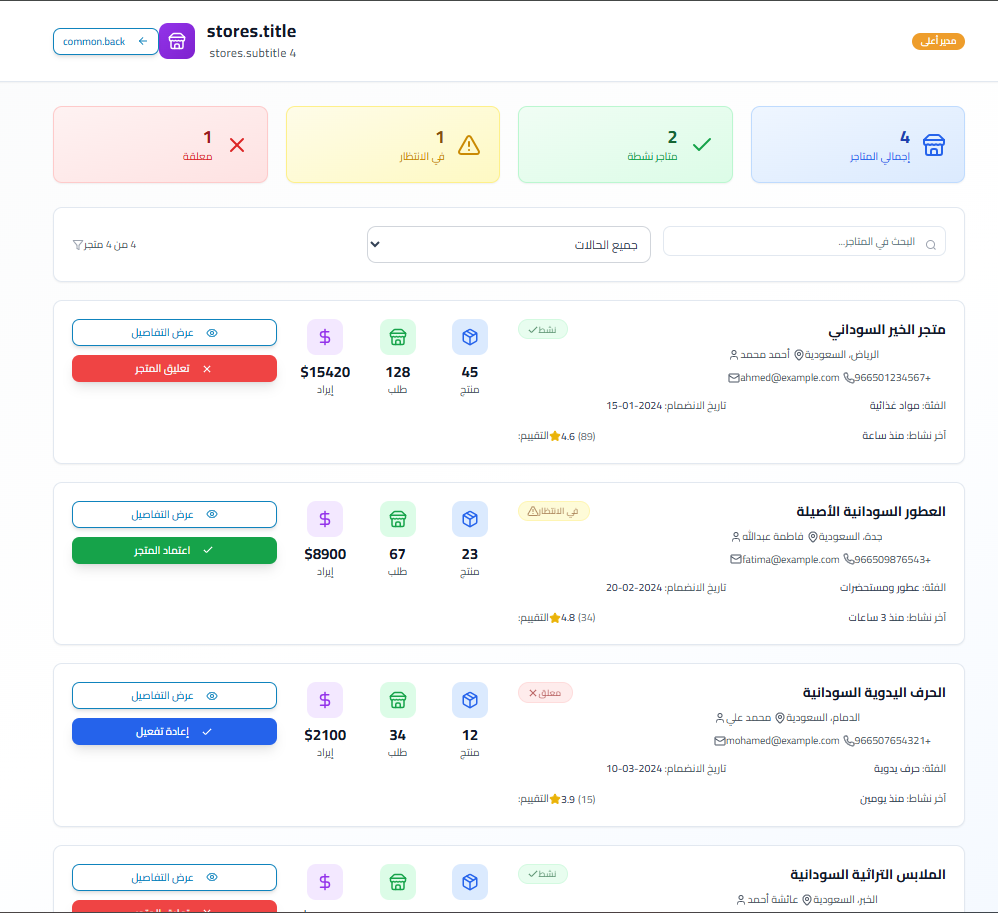 stores.title
stores.subtitle 4
common.back
مدير أعلى
4
إجمالي المتاجر
2
متاجر نشطة
1
في الانتظار
1
معلقة
البحث في المتاجر...
جميع الحالات
4 من 4 متجر
متجر الخير السوداني
نشط
الرياض، السعودية أحمد محمد
+966501234567 ahmed@example.com
الفئة: مواد غذائية
تاريخ الانضمام: 2024-01-15
آخر نشاط: منذ ساعة
التقييم: 4.6 (89)
45
منتج
128
طلب
$15420
إيراد
عرض التفاصيل
تعليق المتجر
العطور السودانية الأصيلة
في الانتظار
جدة، السعودية فاطمة عبدالله
966509876543+ fatima@example.com
الفئة: عطور ومستحضرات
تاريخ الانضمام: 2024-02-20
آخر نشاط: منذ 3 ساعات
التقييم: 4.8 (34)
23
منتج
67
طلب
$8900
إيراد
عرض التفاصيل
اعتماد المتجر
الحرف اليدوية السودانية
معلق
الدمام، السعودية محمد علي
+966507654321 mohamed@example.com
الفئة: حرف يدوية
تاريخ الانضمام: 2024-03-10
آخر نشاط: منذ يومين
التقييم: 3.9 (15)
12
منتج
34
طلب
$2100
إيراد
عرض التفاصيل
إعادة تفعيل
الملابس التراثية السودانية
نشط
الخبر، السعودية عائشة أحمد
عرض التفاصيل